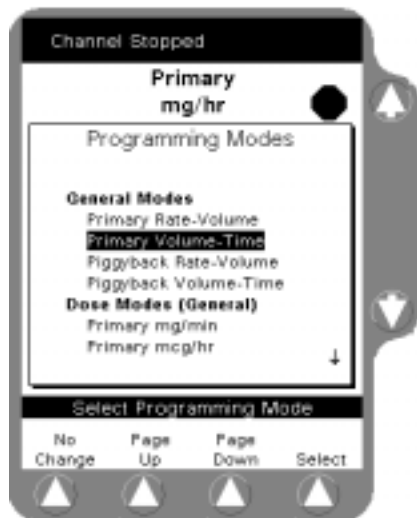 Channel Stopped
Primary
mg/hr
Programming Modes
General Modes
Primary Rate-Volume
Primary Volume-Time
Piggyback Rate-Volume
Piggyback Volume-Time
Dose Modes (General)
Primary mg/min
Primary mcg/hr
↓
Select Programming Mode
No Change
Page Up
Page Down
Select